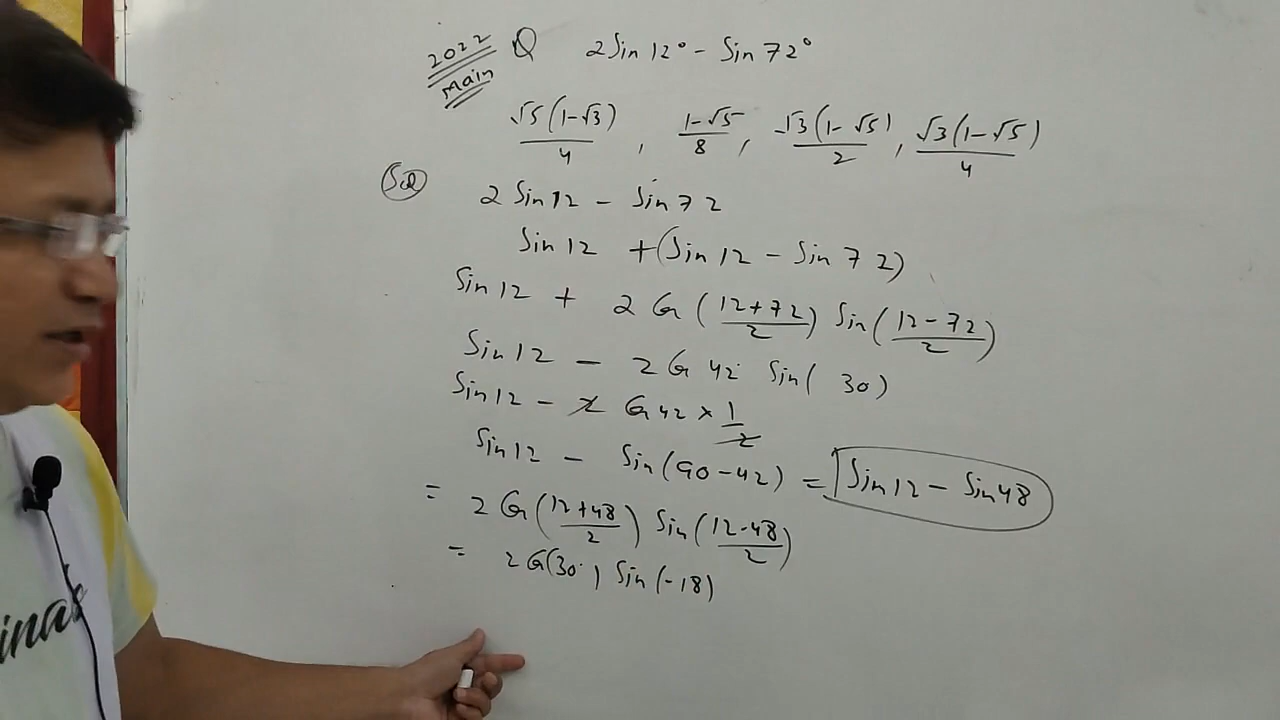 2022 Main Q 2 Sin 12° - Sin 72°
√5(1-√3)/4 , 1-√5/8 , √3(1-√5)/2 , √3(1-√5)/4
Sol 2 Sin 12 - Sin 72
Sin 12 + (Sin 12 - Sin 72)
Sin 12 + 2 Cos (12+72/2) Sin (12-72/2)
Sin 12 - 2 Cos 42 Sin( 30)
Sin 12 - 2 Cos 42 × 1/2
Sin 12 - Sin(90-42) = Sin 12 - Sin 48
= 2 Cos (12+48/2) Sin (12-48/2)
= 2 Cos(30°) Sin (-18)